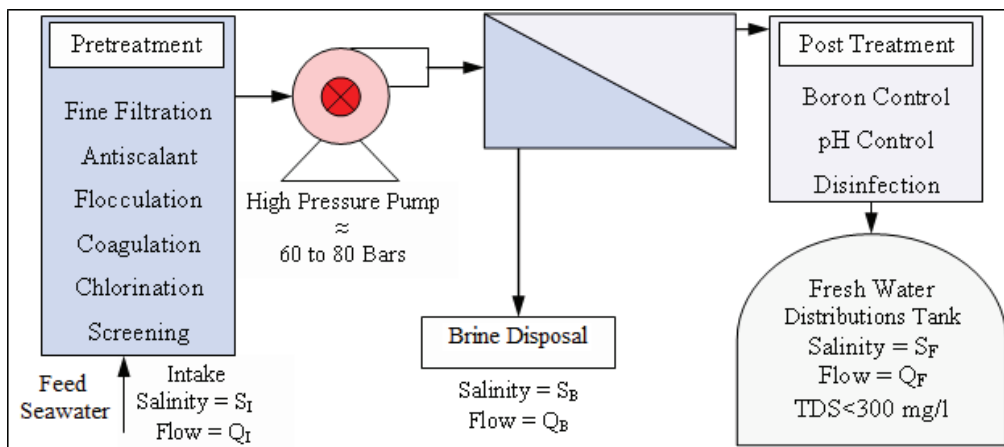 Pretreatment
Fine Filtration
Antiscalant
Flocculation
Coagulation
Chlorination
Screening
Feed
Seawater
Intake
Salinity = S_I
Flow = Q_I
High Pressure Pump
≈
60 to 80 Bars
Brine Disposal
Salinity = S_B
Flow = Q_B
Post Treatment
Boron Control
pH Control
Disinfection
Fresh Water
Distributions Tank
Salinity = S_F
Flow = Q_F
TDS<300 mg/l